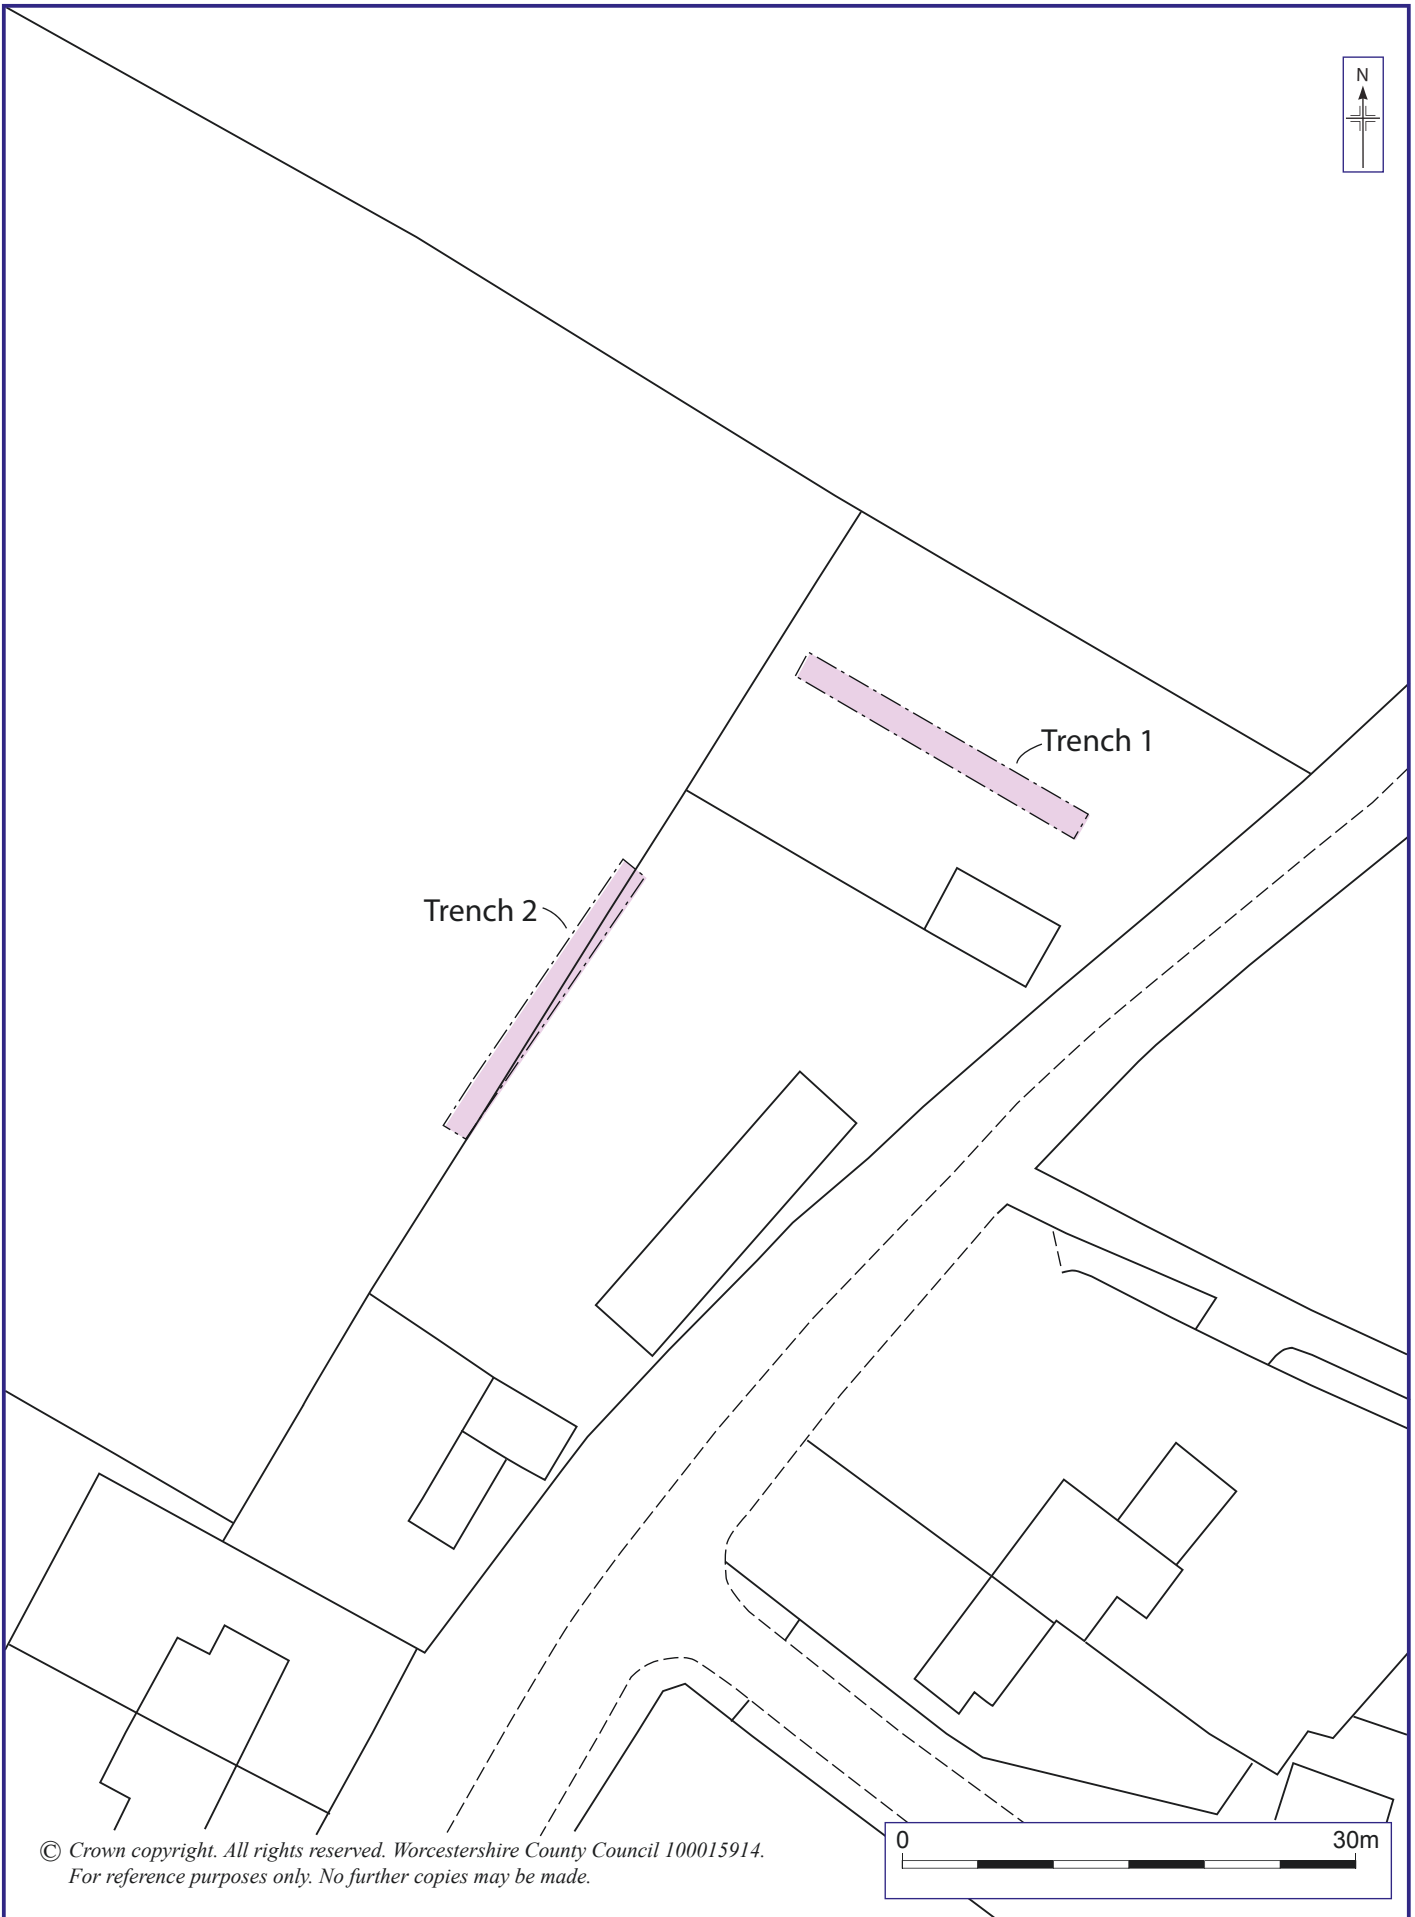 N
Trench 1
Trench 2
0 30m
© Crown copyright. All rights reserved. Worcestershire County Council 100015914.
For reference purposes only. No further copies may be made.